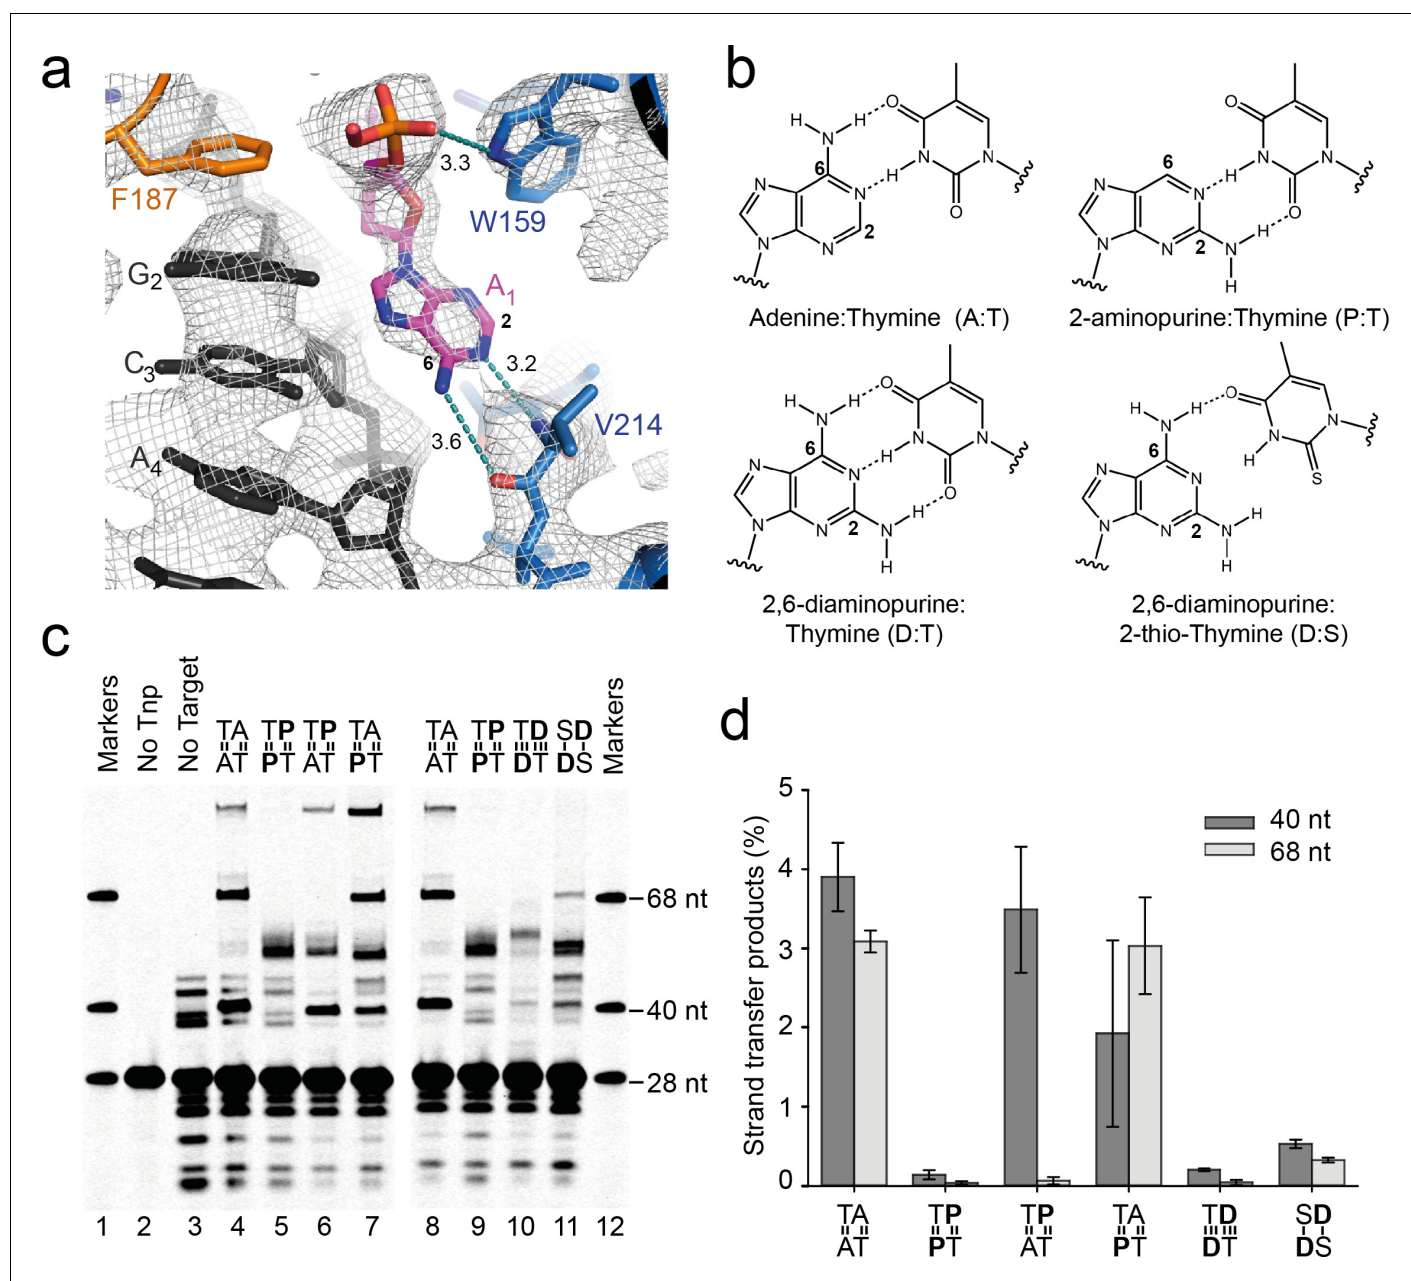 a
F187
W159
3.3
G2
A1
2
C3
6
3.2
V214
3.6
A4
b
H
N
H
O
6
N
N
H
N
N
N
N
2
O
Adenine:Thymine (A:T)
O
6
N
N
H
N
N
N
N
2
O
N
H
H
2-aminopurine:Thymine (P:T)
H
N
H
O
6
N
N
H
N
N
N
N
2
O
N
H
H
2,6-diaminopurine:
Thymine (D:T)
H
N
H
O
6
N
N
H
N
N
N
N
2
S
N
H
H
2,6-diaminopurine:
2-thio-Thymine (D:S)
c
Markers
No Tnp
No Target
TA TP TP TA TA TP TD SD
AT PT AT PT AT PT DT DS
Markers
68 nt
40 nt
28 nt
1 2 3 4 5 6 7 8 9 10 11 12
d
Strand transfer products (%)
5
4
3
2
1
0
40 nt
68 nt
TA TP TP TA TD SD
AT PT AT PT DT DS